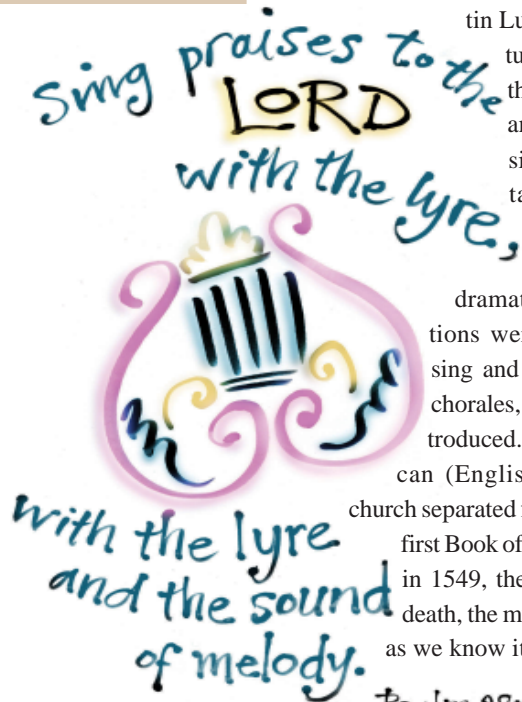 Sing praises to the
LORD
with the lyre,
with the lyre
and the sound
of melody.
tin Lu
tu
th
ar
si
ta
dramat
tions wer
sing and
chorales,
troduced.
can (Englis
church separated
first Book of
in 1549, the
death, the m
as we know it